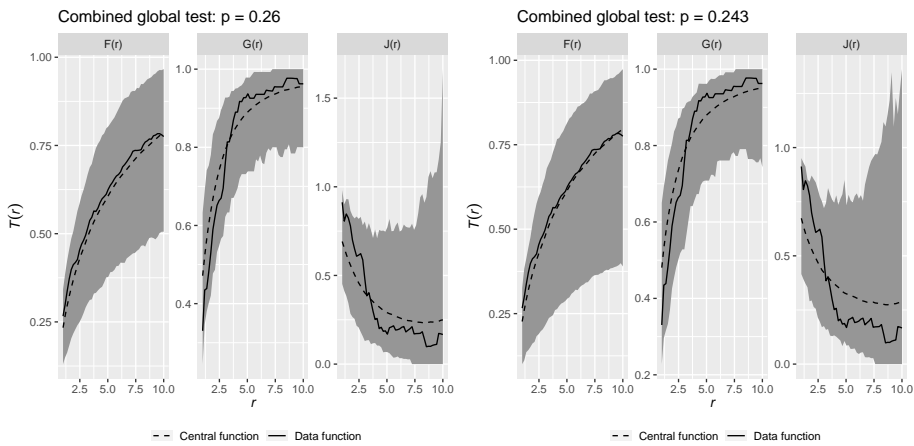 Combined global test: p = 0.26
F(r)
G(r)
J(r)
1.00
0.75
0.50
0.25
1.0
0.8
0.6
0.4
1.5
1.0
0.5
0.0
T(r)
2.5 5.0 7.5 10.0
2.5 5.0 7.5 10.0
2.5 5.0 7.5 10.0
r
Central function
Data function
Combined global test: p = 0.243
F(r)
G(r)
J(r)
1.00
0.75
0.50
0.25
1.0
0.8
0.6
0.4
0.2
1.0
0.5
0.0
T(r)
2.5 5.0 7.5 10.0
2.5 5.0 7.5 10.0
2.5 5.0 7.5 10.0
r
Central function
Data function